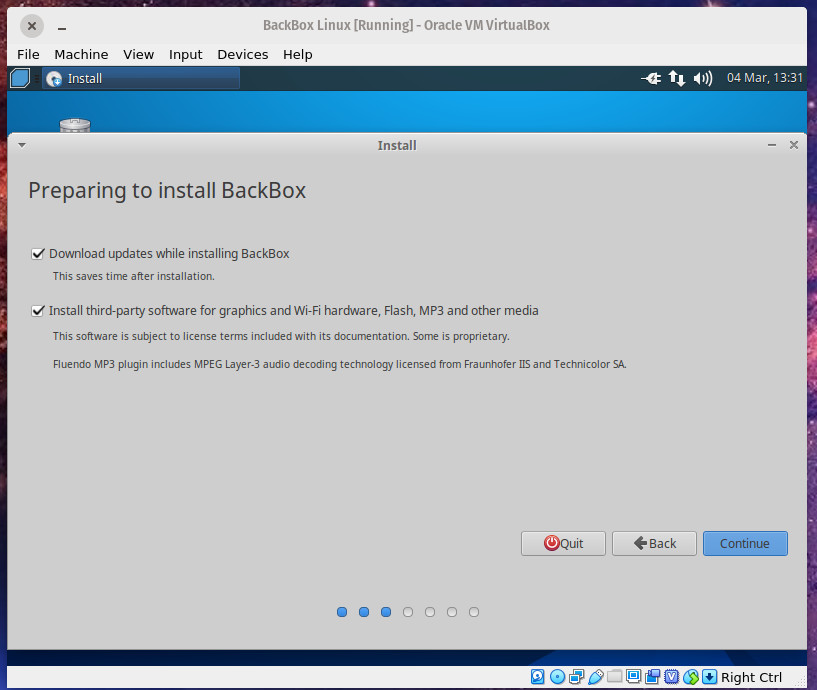 BackBox Linux [Running] - Oracle VM VirtualBox
File Machine View Input Devices Help
Install 04 Mar, 13:31
Install
Preparing to install BackBox
Download updates while installing BackBox
This saves time after installation.
Install third-party software for graphics and Wi-Fi hardware, Flash, MP3 and other media
This software is subject to license terms included with its documentation. Some is proprietary.
Fluendo MP3 plugin includes MPEG Layer-3 audio decoding technology licensed from Fraunhofer IIS and Technicolor SA.
Quit Back Continue
Right Ctrl